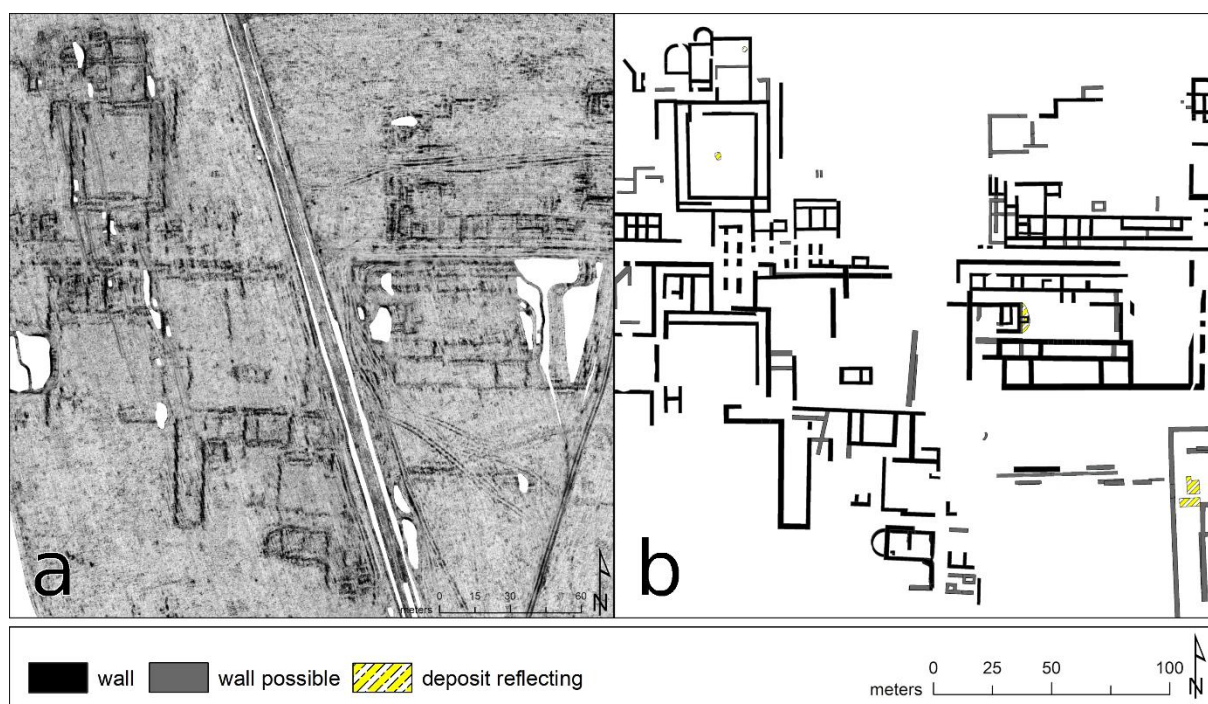 a
b
N
meters 0 15 30 60
wall
wall possible
deposit reflecting
0 25 50 100
meters
N